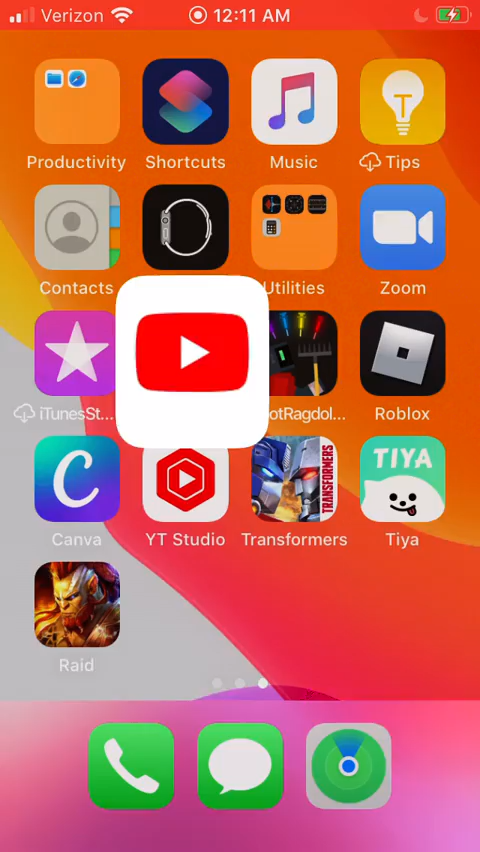 Verizon 12:11 AM
Productivity Shortcuts Music Tips
Contacts Utilities Zoom
iTunesSt... otRagdol... Roblox
TIYA
TRANSFORMERS
Canva YT Studio Transformers Tiya
Raid